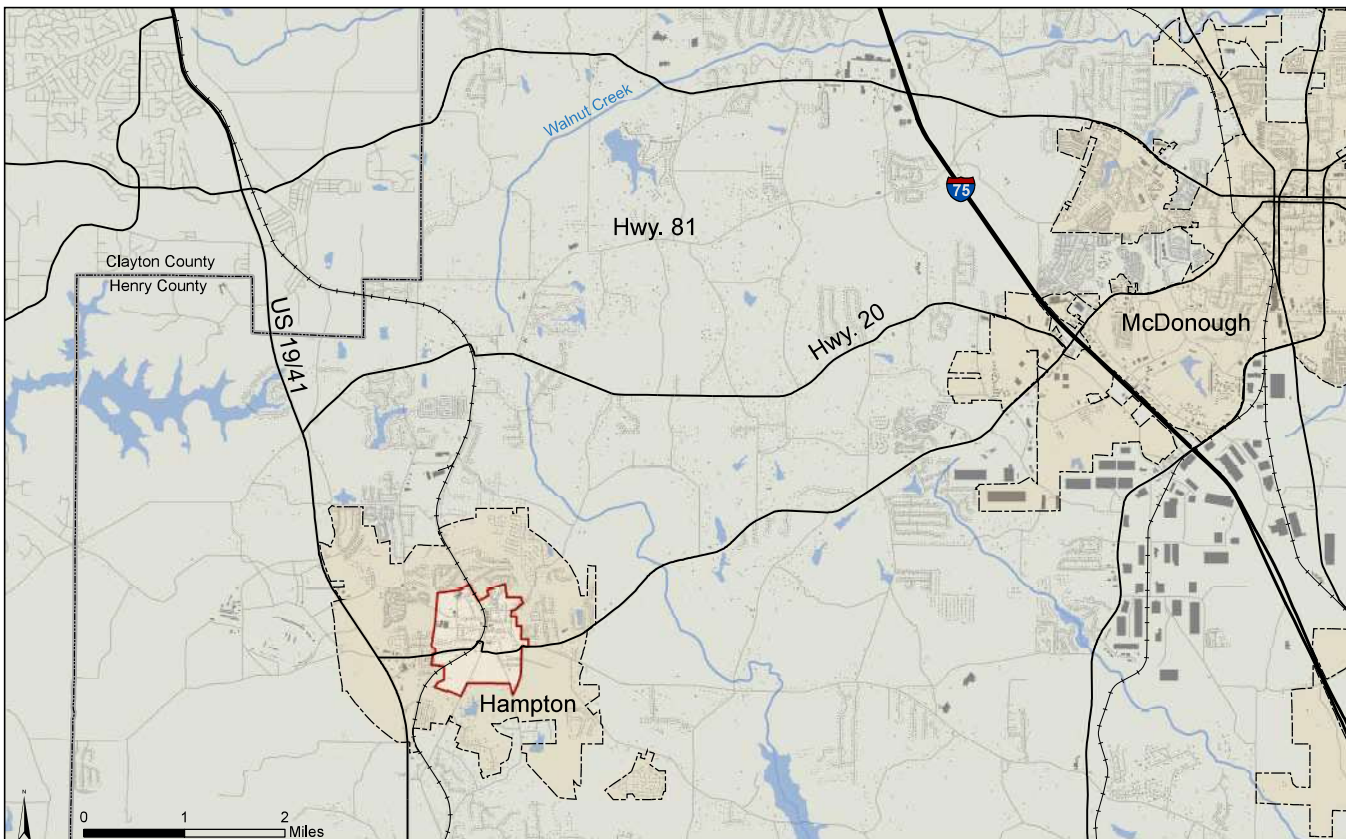 Walnut Creek
75
Hwy. 81
Clayton County
Henry County
US 19/41
Hwy. 20
McDonough
Hampton
N
0 1 2
Miles